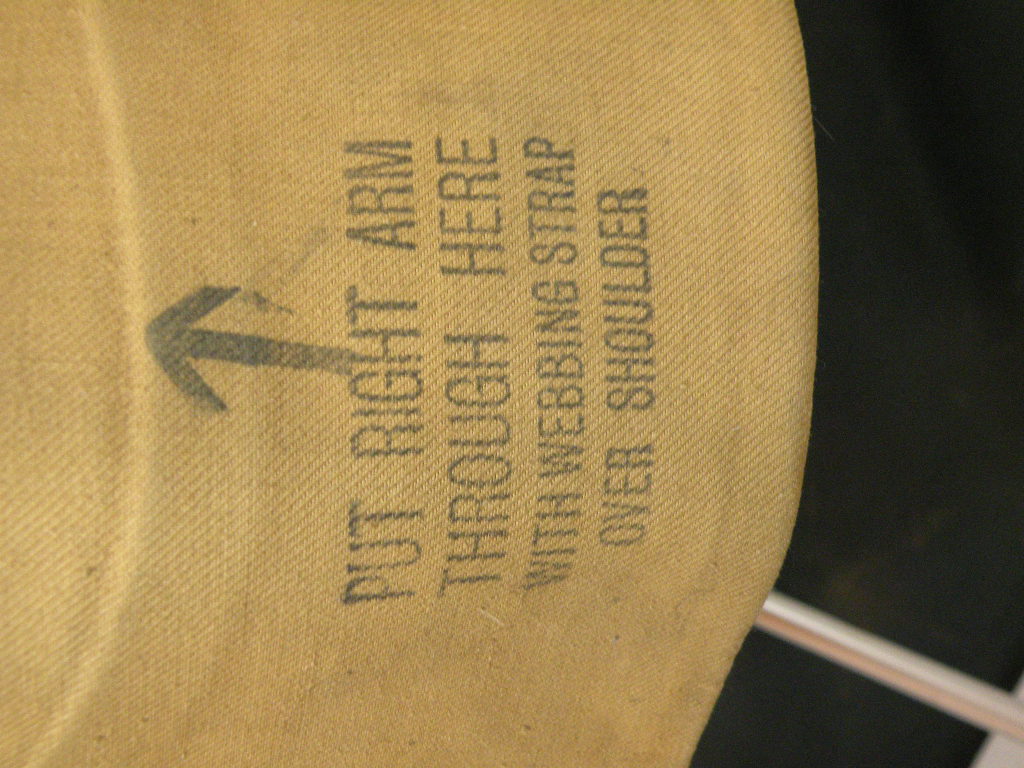 PUT RIGHT ARM
THROUGH HERE
WITH WEBBING STRAP
OVER SHOULDER